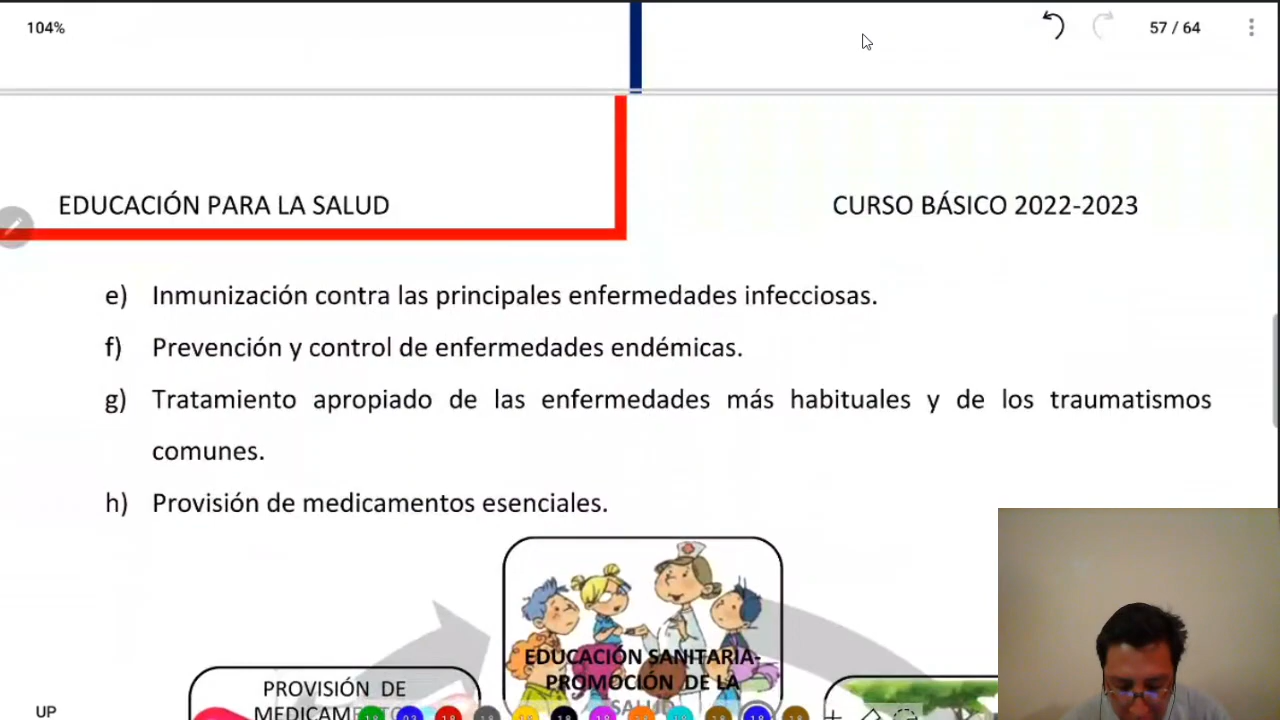 104%
57 / 64
EDUCACIÓN PARA LA SALUD
CURSO BÁSICO 2022-2023
e) Inmunización contra las principales enfermedades infecciosas.
f) Prevención y control de enfermedades endémicas.
g) Tratamiento apropiado de las enfermedades más habituales y de los traumatismos
comunes.
h) Provisión de medicamentos esenciales.
EDUCACIÓN SANITARIA-
PROMOCIÓN DE LA
SALUD
PROVISIÓN DE
UP